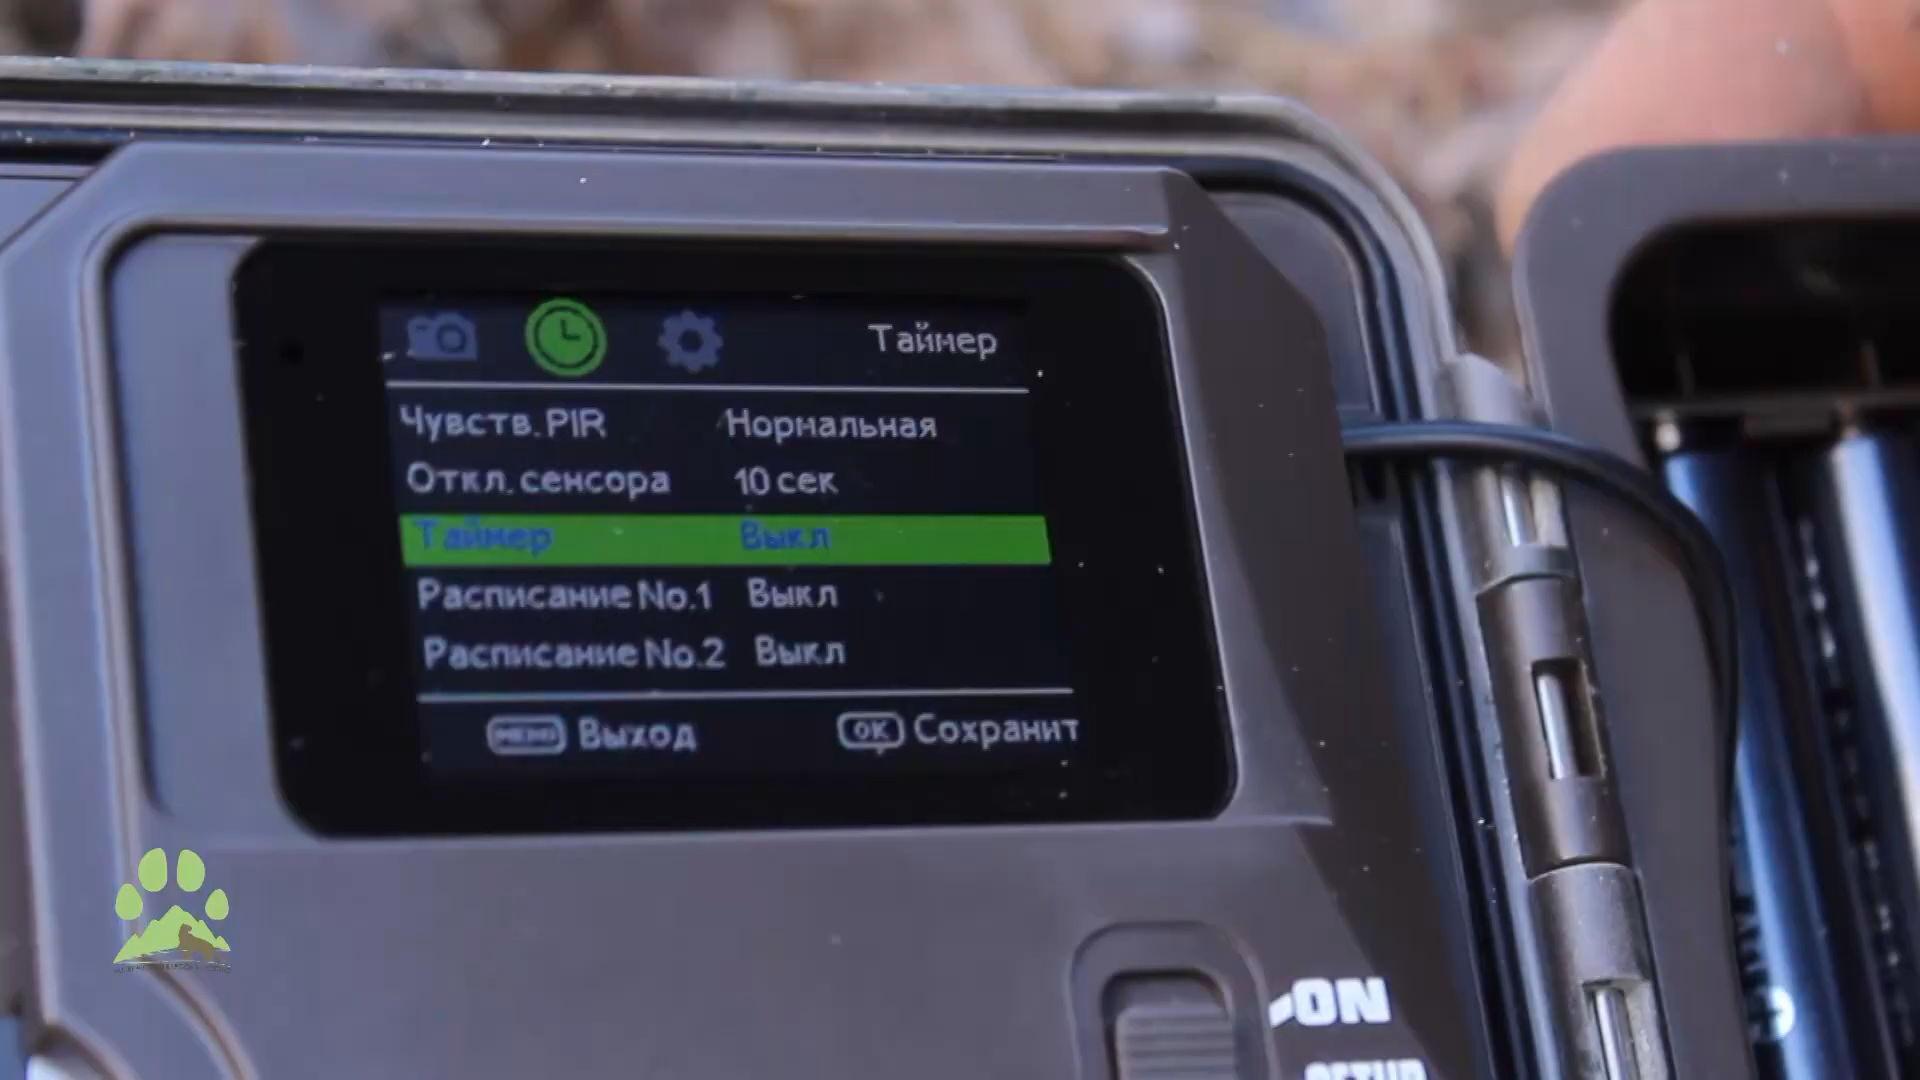 Таймер
Чувств.PIR Нормальная
Откл.сенсора 10 сек
Таймер Выкл
Расписание No.1 Выкл
Расписание No.2 Выкл
MENU Выход OK Сохранит
ON
SETUP